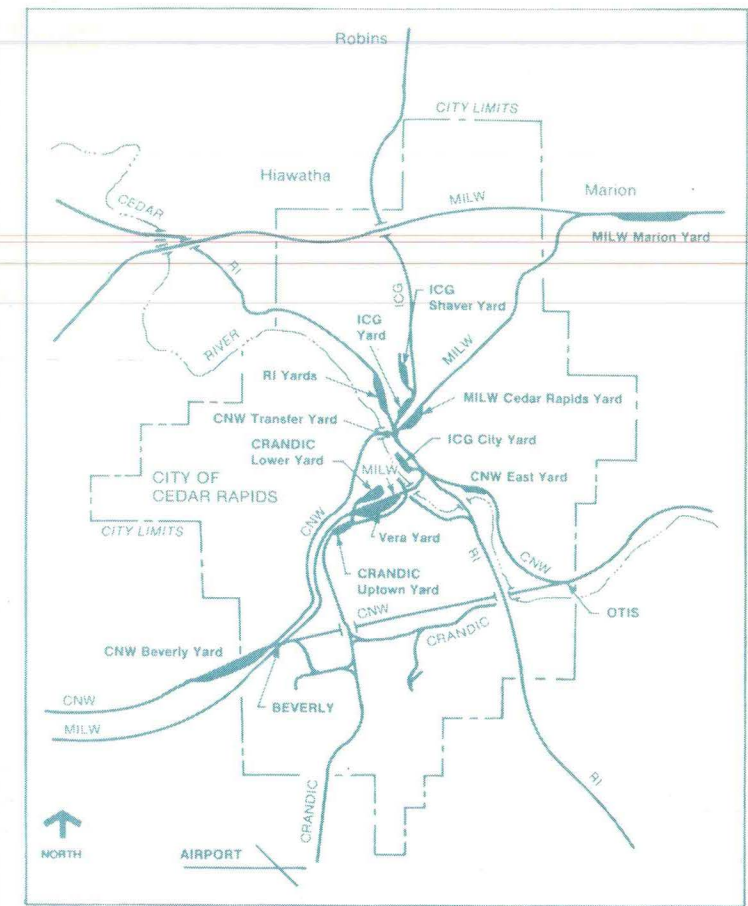 Robins
CITY LIMITS
Hiawatha
MILW
Marion
CEDAR
MILW Marion Yard
RI
ICG
ICG
Shaver Yard
ICG
Yard
MILW
RIVER
RI Yards
MILW Cedar Rapids Yard
CNW Transfer Yard
ICG City Yard
CRANDIC
Lower Yard
MILW
CNW East Yard
CITY OF
CEDAR RAPIDS
CNW
CITY LIMITS
Vera Yard
RI
CNW
CRANDIC
Uptown Yard
CNW
OTIS
CRANDIC
CNW Beverly Yard
CNW
BEVERLY
MILW
CRANDIC
RI
NORTH
AIRPORT